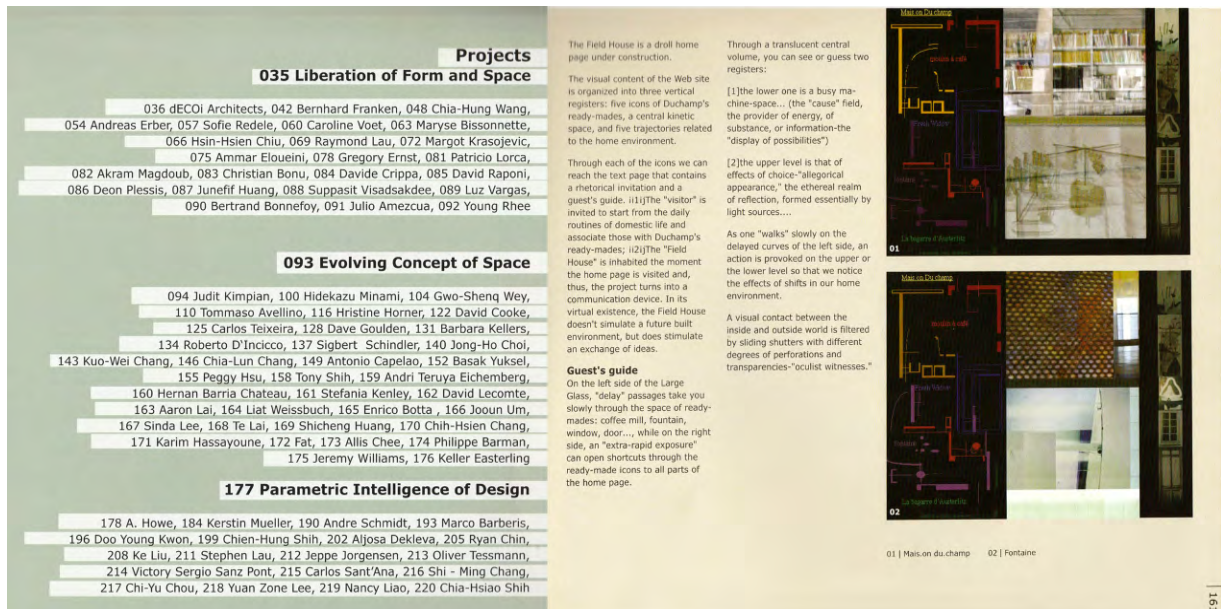 Projects
035 Liberation of Form and Space
036 dECOi Architects, 042 Bernhard Franken, 048 Chia-Hung Wang,
054 Andreas Erber, 057 Sofie Redele, 060 Caroline Voet, 063 Maryse Bissonnette,
066 Hsin-Hsien Chiu, 069 Raymond Lau, 072 Margot Krasojevic,
075 Ammar Eloueini, 078 Gregory Ernst, 081 Patricio Lorca,
082 Akram Magdoub, 083 Christian Bonu, 084 Davide Crippa, 085 David Raponi,
086 Deon Plessis, 087 Junefif Huang, 088 Suppasit Visadsakdee, 089 Luz Vargas,
090 Bertrand Bonnefoy, 091 Julio Amezcua, 092 Young Rhee
093 Evolving Concept of Space
094 Judit Kimpian, 100 Hidekazu Minami, 104 Gwo-Shenq Wey,
110 Tommaso Avellino, 116 Hristine Horner, 122 David Cooke,
125 Carlos Teixeira, 128 Dave Goulden, 131 Barbara Kellers,
134 Roberto D'Incicco, 137 Sigbert Schindler, 140 Jong-Ho Choi,
143 Kuo-Wei Chang, 146 Chia-Lun Chang, 149 Antonio Capelao, 152 Basak Yuksel,
155 Peggy Hsu, 158 Tony Shih, 159 Andri Teruya Eichemberg,
160 Hernan Barria Chateau, 161 Stefania Kenley, 162 David Lecomte,
163 Aaron Lai, 164 Liat Weissbuch, 165 Enrico Botta , 166 Jooun Um,
167 Sinda Lee, 168 Te Lai, 169 Shicheng Huang, 170 Chih-Hsien Chang,
171 Karim Hassayoune, 172 Fat, 173 Allis Chee, 174 Philippe Barman,
175 Jeremy Williams, 176 Keller Easterling
177 Parametric Intelligence of Design
178 A. Howe, 184 Kerstin Mueller, 190 Andre Schmidt, 193 Marco Barberis,
196 Doo Young Kwon, 199 Chien-Hung Shih, 202 Aljosa Dekleva, 205 Ryan Chin,
208 Ke Liu, 211 Stephen Lau, 212 Jeppe Jorgensen, 213 Oliver Tessmann,
214 Victory Sergio Sanz Pont, 215 Carlos Sant'Ana, 216 Shi - Ming Chang,
217 Chi-Yu Chou, 218 Yuan Zone Lee, 219 Nancy Liao, 220 Chia-Hsiao Shih
The Field House is a droll home
page under construction.
The visual content of the Web site
is organized into three vertical
registers: five icons of Duchamp's
ready-mades, a central kinetic
space, and five trajectories related
to the home environment.
Through each of the icons we can
reach the text page that contains
a rhetorical invitation and a
guest's guide. ii1ijThe "visitor" is
invited to start from the daily
routines of domestic life and
associate those with Duchamp's
ready-mades; ii2ijThe "Field
House" is inhabited the moment
the home page is visited and,
thus, the project turns into a
communication device. In its
virtual existence, the Field House
doesn't simulate a future built
environment, but does stimulate
an exchange of ideas.
Guest's guide
On the left side of the Large
Glass, "delay" passages take you
slowly through the space of ready-
mades: coffee mill, fountain,
window, door..., while on the right
side, an "extra-rapid exposure"
can open shortcuts through the
ready-made icons to all parts of
the home page.
Through a translucent central
volume, you can see or guess two
registers:
[1]the lower one is a busy ma-
chine-space... (the "cause" field,
the provider of energy, of
substance, or information-the
"display of possibilities")
[2]the upper level is that of
effects of choice-"allegorical
appearance," the ethereal realm
of reflection, formed essentially by
light sources....
As one "walks" slowly on the
delayed curves of the left side, an
action is provoked on the upper or
the lower level so that we notice
the effects of shifts in our home
environment.
A visual contact between the
inside and outside world is filtered
by sliding shutters with different
degrees of perforations and
transparencies-"oculist witnesses."
Mais.on Du champ
moulin à café
Fontaine
La bagarre d'Austerlitz
01
Mais.on Du champ
moulin à café
Fontaine
La bagarre d'Austerlitz
02
01 | Mais.on du.champ 02 | Fontaine